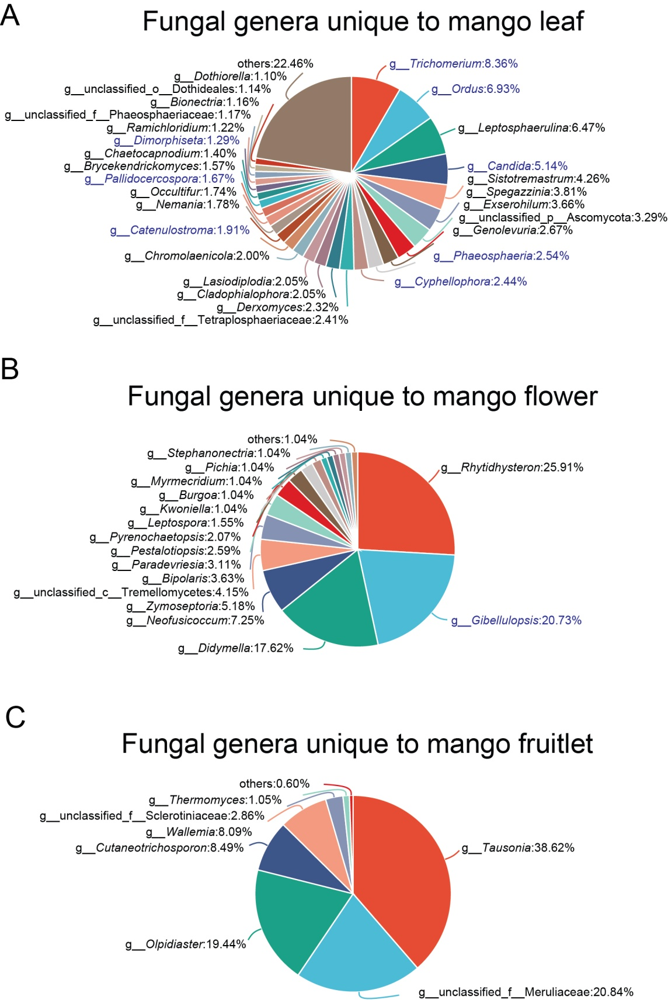 A
Fungal genera unique to mango leaf
others:22.46%
g__Dothiorella:1.10%
g__unclassified_o__Dothideales:1.14%
g__Bionectria:1.16%
g__unclassified_f__Phaeosphaeriaceae:1.17%
g__Ramichloridium:1.22%
g__Dimorphiseta:1.29%
g__Chaetocapnodium:1.40%
g__Brycekendrickomyces:1.57%
g__Pallidocercospora:1.67%
g__Occultifur:1.74%
g__Nemania:1.78%
g__Catenulostroma:1.91%
g__Chromolaenicola:2.00%
g__Lasiodiplodia:2.05%
g__Cladophialophora:2.05%
g__Derxomyces:2.32%
g__unclassified_f__Tetraplosphaeriaceae:2.41%
g__Trichomerium:8.36%
g__Ordus:6.93%
g__Leptosphaerulina:6.47%
g__Candida:5.14%
g__Sistotremastrum:4.26%
g__Spegazzinia:3.81%
g__Exserohilum:3.66%
g__unclassified_p__Ascomycota:3.29%
g__Genolevuria:2.67%
g__Phaeosphaeria:2.54%
g__Cyphellophora:2.44%
B
Fungal genera unique to mango flower
others:1.04%
g__Stephanonectria:1.04%
g__Pichia:1.04%
g__Myrmecridium:1.04%
g__Burgoa:1.04%
g__Kwoniella:1.04%
g__Leptospora:1.55%
g__Pyrenochaetopsis:2.07%
g__Pestalotiopsis:2.59%
g__Paradevriesia:3.11%
g__Bipolaris:3.63%
g__unclassified_c__Tremellomycetes:4.15%
g__Zymoseptoria:5.18%
g__Neofusicoccum:7.25%
g__Didymella:17.62%
g__Rhytidhysteron:25.91%
g__Gibellulopsis:20.73%
C
Fungal genera unique to mango fruitlet
others:0.60%
g__Thermomyces:1.05%
g__unclassified_f__Sclerotiniaceae:2.86%
g__Wallemia:8.09%
g__Cutaneotrichosporon:8.49%
g__Olpidiaster:19.44%
g__Tausonia:38.62%
g__unclassified_f__Meruliaceae:20.84%